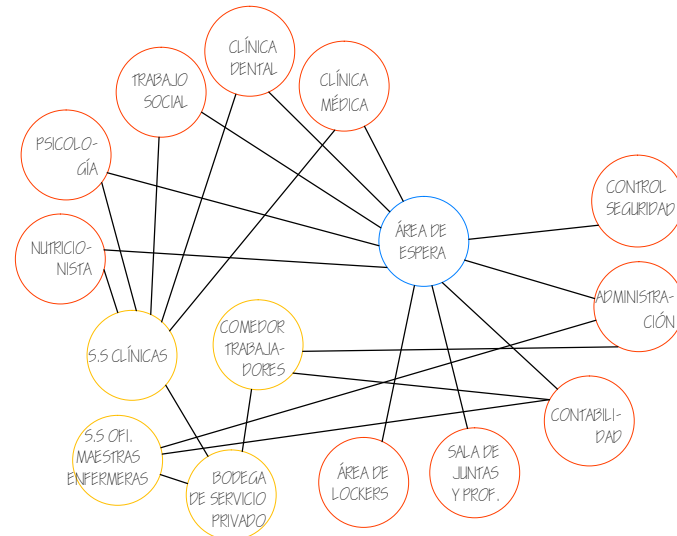 CLÍNICA
DENTAL
TRABAJO
SOCIAL
CLÍNICA
MÉDICA
PSICOLO-
GÍA
CONTROL
SEGURIDAD
ÁREA DE
ESPERA
NUTRICIO-
NISTA
ADMINISTRA-
CIÓN
COMEDOR
TRABAJA-
DORES
S.S CLÍNICAS
CONTABILI-
DAD
S.S OFI.
MAESTRAS
ENFERMERAS
BODEGA
DE SERVICIO
PRIVADO
ÁREA DE
LOCKERS
SALA DE
JUNTAS
Y PROF.